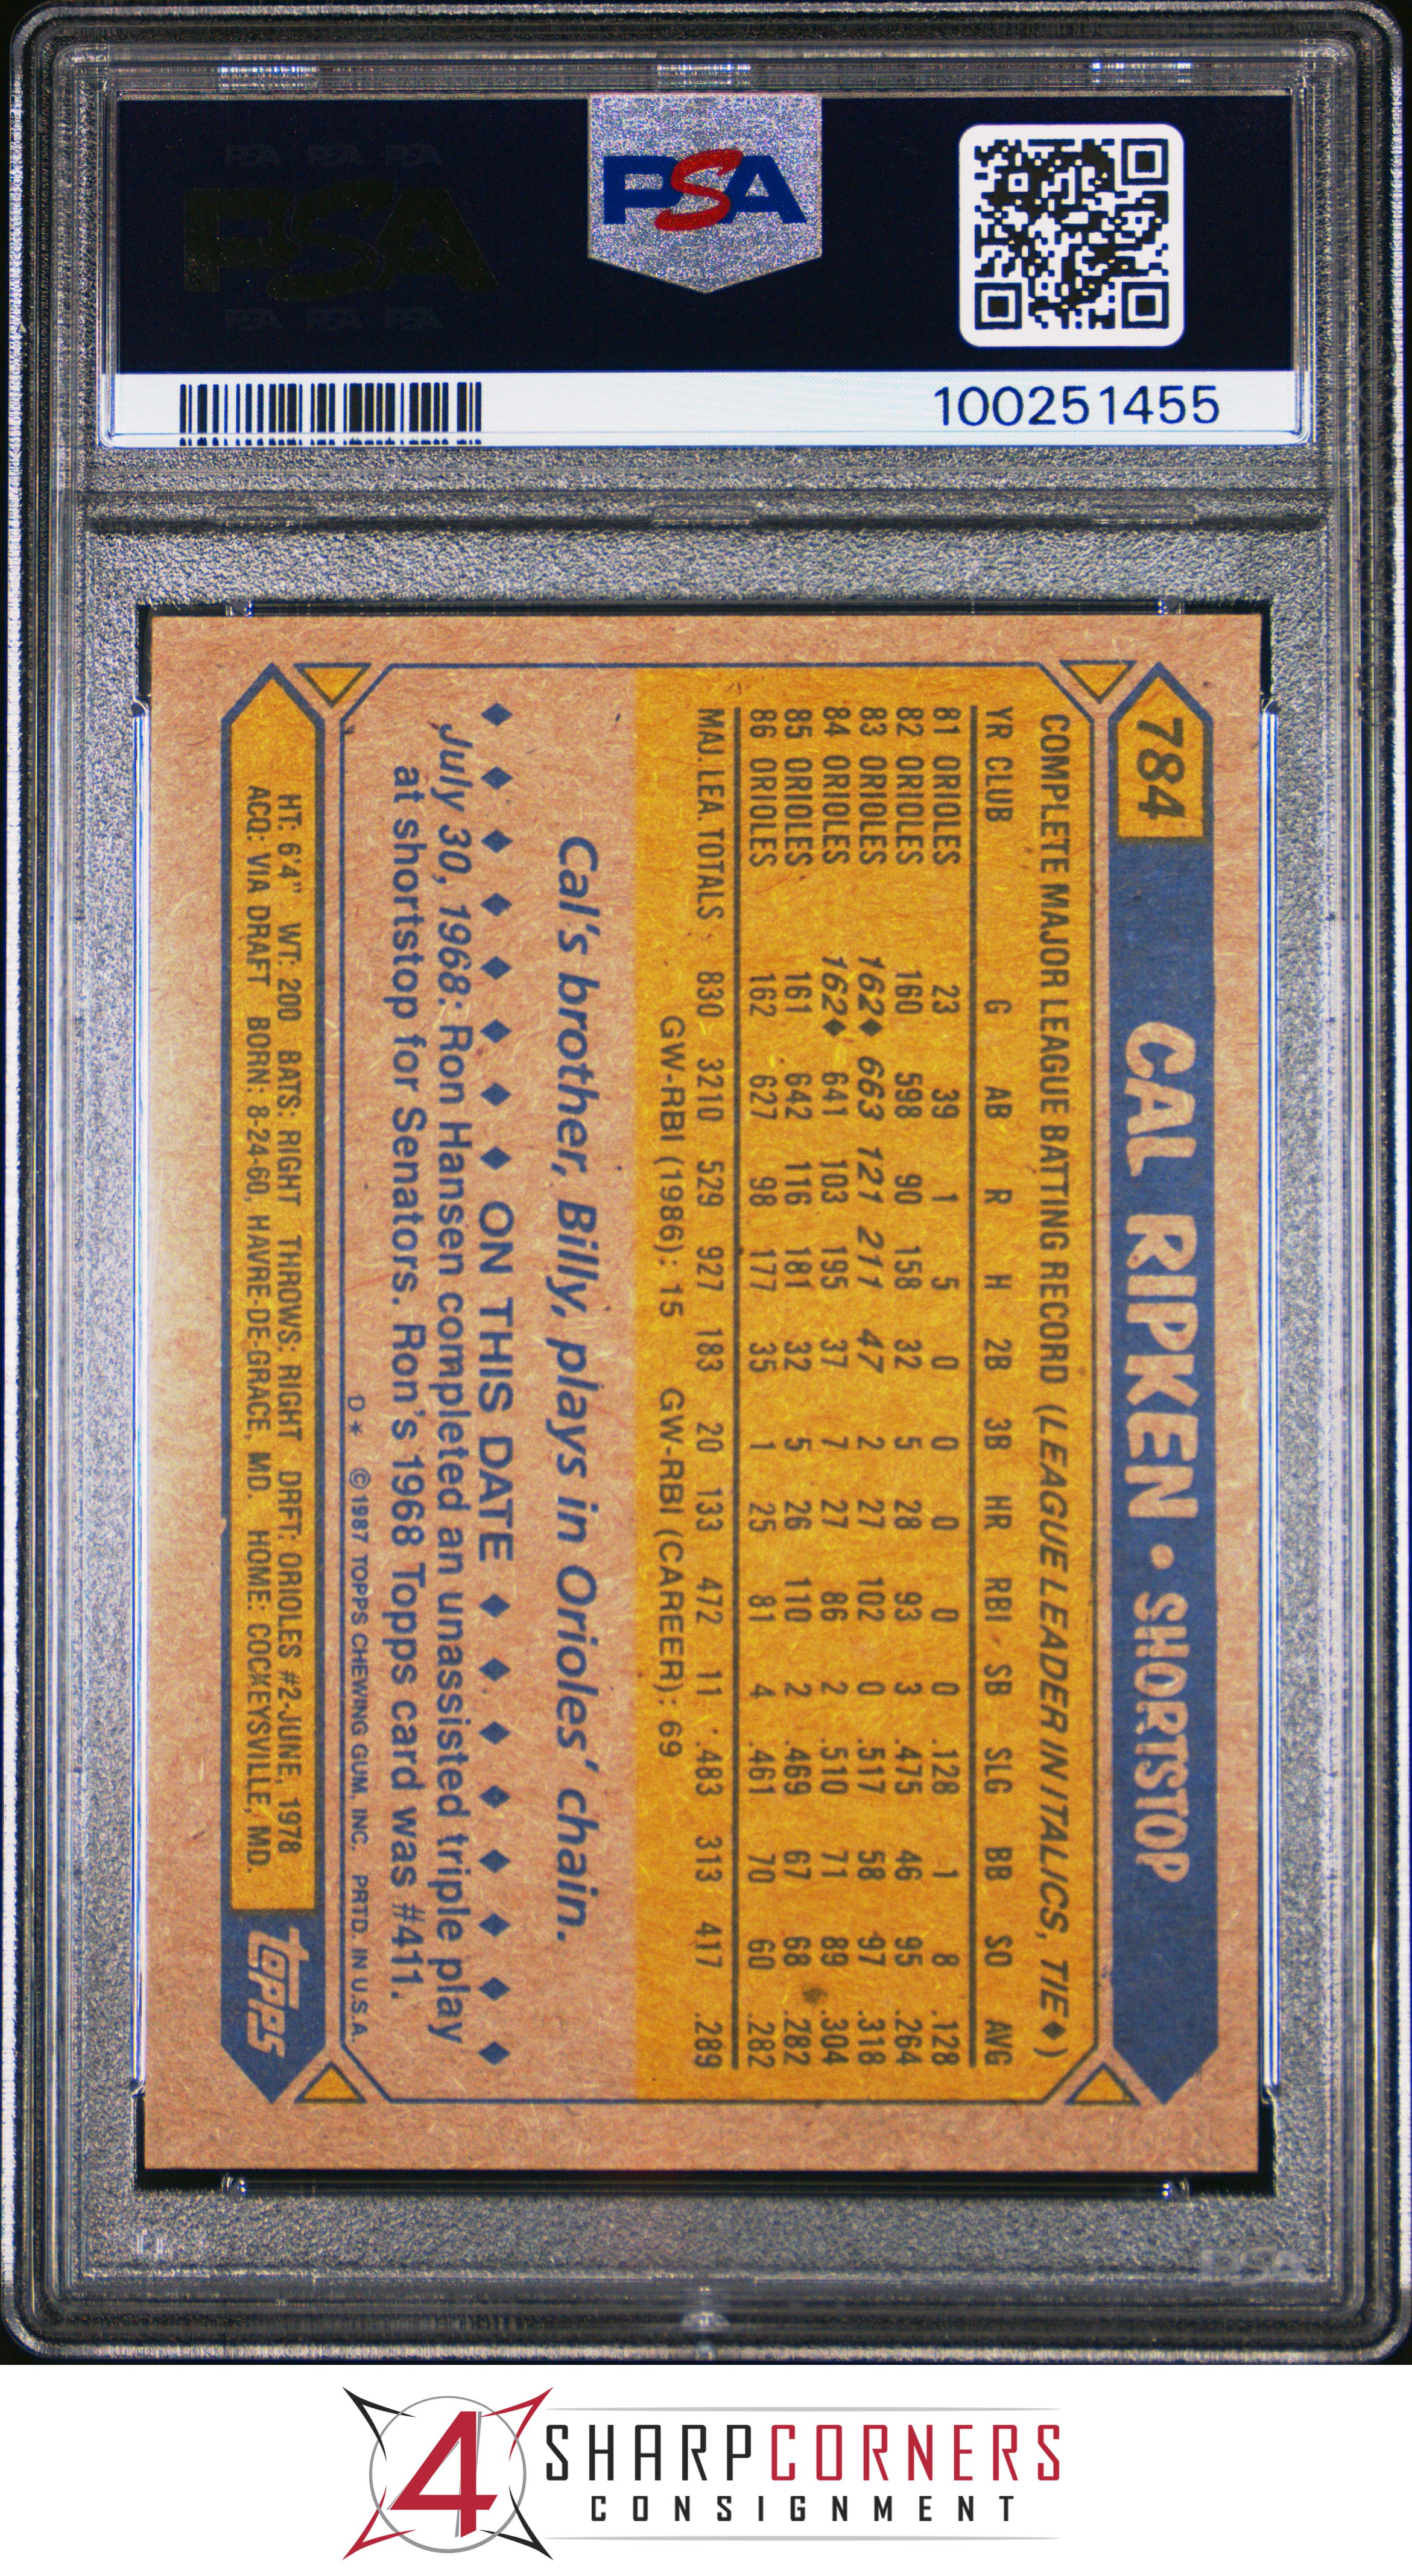 PSA PSA PSA
PSA
PSA PSA PSA
PSA
100251455
784 CAL RIPKEN • SHORTSTOP
COMPLETE MAJOR LEAGUE BATTING RECORD (LEAGUE LEADER IN ITALICS, TIE♦)
YR CLUB G AB R H 2B 3B HR RBI SB SLG BB SO AVG
81 ORIOLES 23 39 1 5 0 0 0 0 0 .128 1 8 .128
82 ORIOLES 160 598 90 158 32 5 28 93 3 .475 46 95 .264
83 ORIOLES 162♦ 663 121 211 47 2 27 102 0 .517 58 97 .318
84 ORIOLES 162♦ 641 103 195 37 7 27 86 2 .510 71 89 .304
85 ORIOLES 161 642 116 181 32 5 26 110 2 .469 67 68 .282
86 ORIOLES 162 627 98 177 35 1 25 81 4 .461 70 60 .282
MAJ.LEA. TOTALS 830 3210 529 927 183 20 133 472 11 .483 313 417 .289
GW-RBI (1986): 15 GW-RBI (CAREER): 69
Cal's brother, Billy, plays in Orioles' chain.
♦ ♦ ♦ ♦ ♦ ♦ ♦ ♦ ON THIS DATE ♦ ♦ ♦ ♦ ♦ ♦ ♦ ♦
July 30, 1968: Ron Hansen completed an unassisted triple play
at shortstop for Senators. Ron's 1968 Topps card was #411.
D* © 1987 TOPPS CHEWING GUM, INC. PRTD. IN U.S.A.
HT: 6'4" WT: 200 BATS: RIGHT THROWS: RIGHT DRFT: ORIOLES #2-JUNE, 1978
ACQ: VIA DRAFT BORN: 8-24-60, HAVRE-DE-GRACE, MD. HOME: COCKEYSVILLE, MD.
topps
PSA
4 SHARPCORNERS
CONSIGNMENT